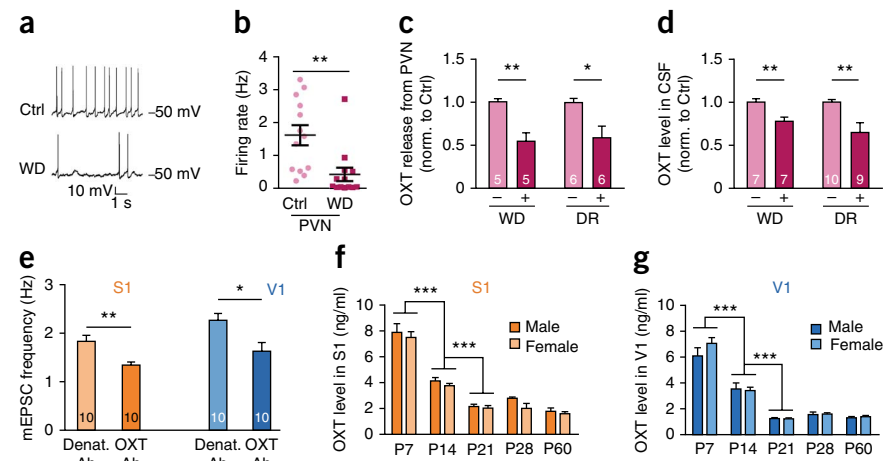 a
Ctrl
–50 mV
WD
–50 mV
10 mV
1 s
b
Firing rate (Hz)
4
3
2
1
0
**
Ctrl WD
PVN
c
OXT release from PVN
(norm. to Ctrl)
1.5
1.0
0.5
0
** *
5 5 6 6
– + – +
WD DR
d
OXT level in CSF
(norm. to Ctrl)
1.5
1.0
0.5
0
** **
7 7 10 9
– + – +
WD DR
e
mEPSC frequency (Hz)
S1 V1
3
2
1
0
** *
10 10 10 10
Denat. OXT Denat. OXT
f
S1
OXT level in S1 (ng/ml)
10
8
6
4
2
0
***
***
Male
Female
P7 P14 P21 P28 P60
g
V1
OXT level in V1 (ng/ml)
10
8
6
4
2
0
***
***
Male
Female
P7 P14 P21 P28 P60